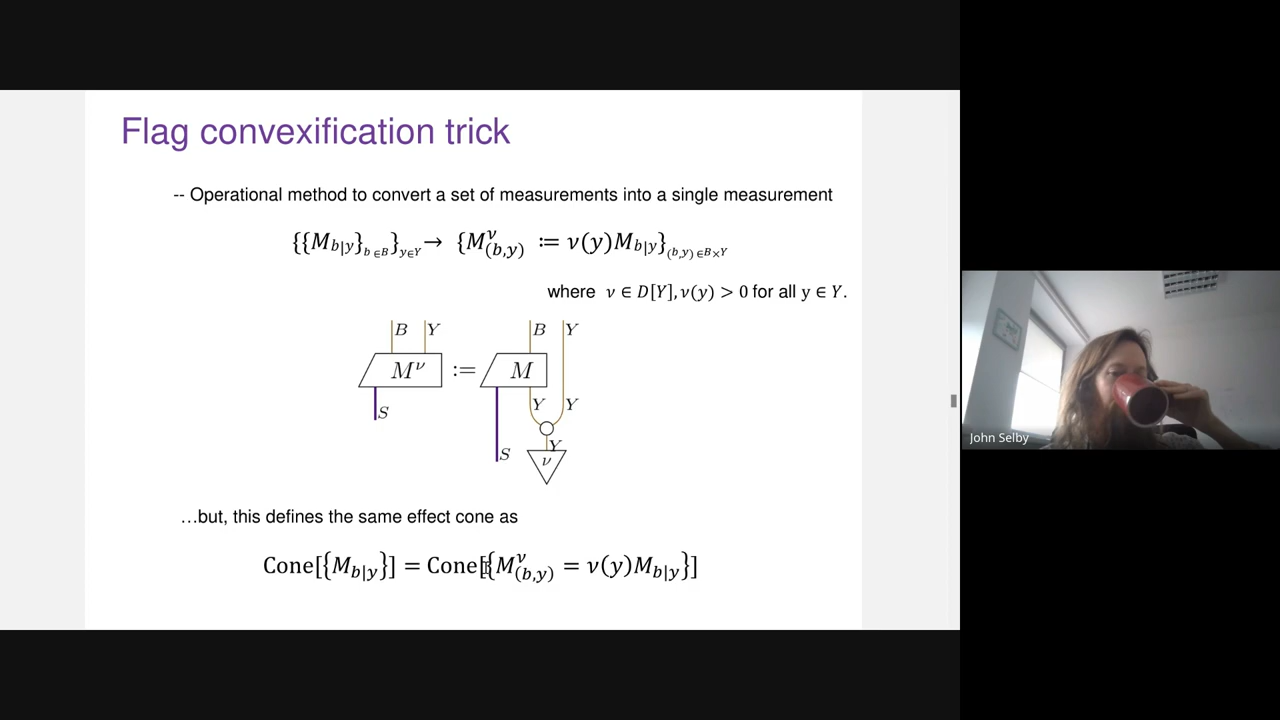 Flag convexification trick
-- Operational method to convert a set of measurements into a single measurement
{{M_{b|y}}_{b∈B}}_{y∈Y} → {M^ν_{(b,y)} ≔ ν(y)M_{b|y}}_{(b,y)∈B×Y}
where ν ∈ D[Y], ν(y) > 0 for all y ∈ Y.
B Y B Y
M^ν := M
S Y Y
Y
S ν
…but, this defines the same effect cone as
Cone[{M_{b|y}}] = Cone[{M^ν_{(b,y)} = ν(y)M_{b|y}}]
John Selby